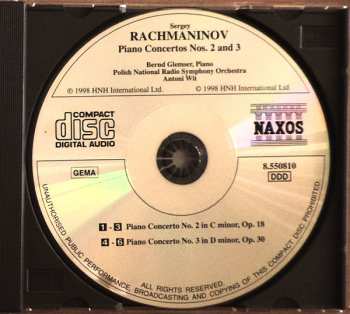 Sergey
RACHMANINOV
Piano Concertos Nos. 2 and 3
Bernd Glemser, Piano
Polish National Radio Symphony Orchestra
Antoni Wit
℗ 1998 HNH International Ltd.
© 1998 HNH International Ltd.
COMPACT
disc
DIGITAL AUDIO
NAXOS
GEMA
8.550810
DDD
1 - 3 Piano Concerto No. 2 in C minor, Op. 18
4 - 6 Piano Concerto No. 3 in D minor, Op. 30
ALL RIGHTS RESERVED.
UNAUTHORISED PUBLIC PERFORMANCE, BROADCASTING AND COPYING OF THIS COMPACT DISC PROHIBITED.